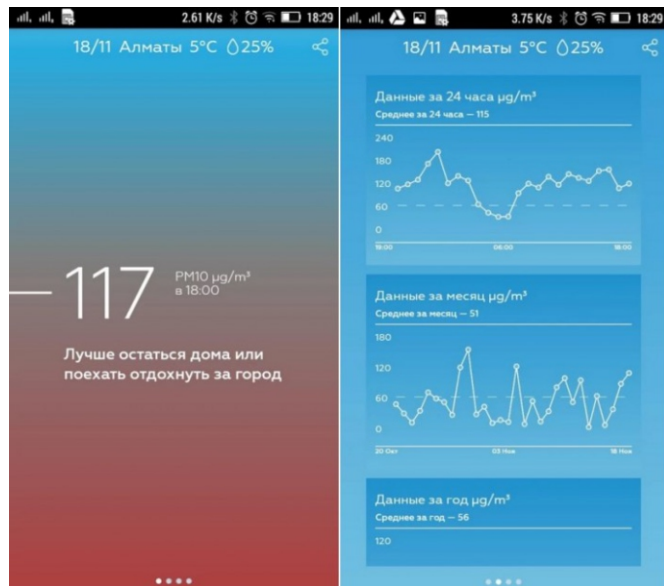 2.61 K/s 18:29
18/11 Алматы 5°C 25%
117
PM10 µg/m³
в 18:00
Лучше остаться дома или
поехать отдохнуть за город
3.75 K/s 18:29
18/11 Алматы 5°C 25%
Данные за 24 часа µg/m³
Среднее за 24 часа — 115
240
180
120
60
0
18:00 06:00 18:00
Данные за месяц µg/m³
Среднее за месяц — 51
180
120
60
0
20 Окт 03 Ноя 18 Ноя
Данные за год µg/m³
Среднее за год — 56
120